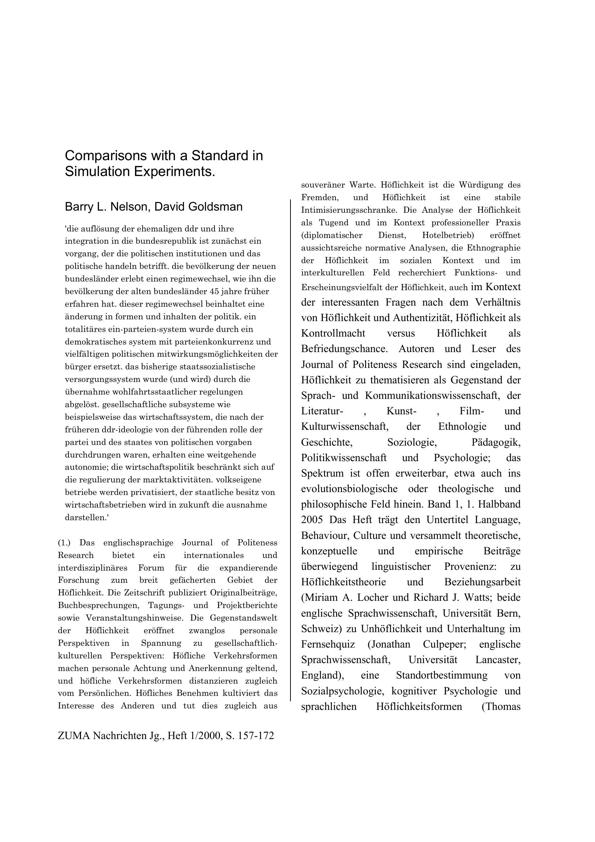 Comparisons with a Standard in
Simulation Experiments.
Barry L. Nelson, David Goldsman
'die auflösung der ehemaligen ddr und ihre
integration in die bundesrepublik ist zunächst ein
vorgang, der die politischen institutionen und das
politische handeln betrifft. die bevölkerung der neuen
bundesländer erlebt einen regimewechsel, wie ihn die
bevölkerung der alten bundesländer 45 jahre früher
erfahren hat. dieser regimewechsel beinhaltet eine
änderung in formen und inhalten der politik. ein
totalitäres ein-parteien-system wurde durch ein
demokratisches system mit parteienkonkurrenz und
vielfältigen politischen mitwirkungsmöglichkeiten der
bürger ersetzt. das bisherige staatssozialistische
versorgungssystem wurde (und wird) durch die
übernahme wohlfahrtsstaatlicher regelungen
abgelöst. gesellschaftliche subsysteme wie
beispielsweise das wirtschaftssystem, die nach der
früheren ddr-ideologie von der führenden rolle der
partei und des staates von politischen vorgaben
durchdrungen waren, erhalten eine weitgehende
autonomie; die wirtschaftspolitik beschränkt sich auf
die regulierung der marktaktivitäten. volkseigene
betriebe werden privatisiert, der staatliche besitz von
wirtschaftsbetrieben wird in zukunft die ausnahme
darstellen.'
(1.) Das englischsprachige Journal of Politeness
Research bietet ein internationales und
interdisziplinäres Forum für die expandierende
Forschung zum breit gefächerten Gebiet der
Höflichkeit. Die Zeitschrift publiziert Originalbeiträge,
Buchbesprechungen, Tagungs- und Projektberichte
sowie Veranstaltungshinweise. Die Gegenstandswelt
der Höflichkeit eröffnet zwanglos personale
Perspektiven in Spannung zu gesellschaftlich-
kulturellen Perspektiven: Höfliche Verkehrsformen
machen personale Achtung und Anerkennung geltend,
und höfliche Verkehrsformen distanzieren zugleich
vom Persönlichen. Höfliches Benehmen kultiviert das
Interesse des Anderen und tut dies zugleich aus
souveräner Warte. Höflichkeit ist die Würdigung des
Fremden, und Höflichkeit ist eine stabile
Intimisierungsschranke. Die Analyse der Höflichkeit
als Tugend und im Kontext professioneller Praxis
(diplomatischer Dienst, Hotelbetrieb) eröffnet
aussichtsreiche normative Analysen, die Ethnographie
der Höflichkeit im sozialen Kontext und im
interkulturellen Feld recherchiert Funktions- und
Erscheinungsvielfalt der Höflichkeit, auch im Kontext
der interessanten Fragen nach dem Verhältnis
von Höflichkeit und Authentizität, Höflichkeit als
Kontrollmacht versus Höflichkeit als
Befriedungschance. Autoren und Leser des
Journal of Politeness Research sind eingeladen,
Höflichkeit zu thematisieren als Gegenstand der
Sprach- und Kommunikationswissenschaft, der
Literatur- , Kunst- , Film- und
Kulturwissenschaft, der Ethnologie und
Geschichte, Soziologie, Pädagogik,
Politikwissenschaft und Psychologie; das
Spektrum ist offen erweiterbar, etwa auch ins
evolutionsbiologische oder theologische und
philosophische Feld hinein. Band 1, 1. Halbband
2005 Das Heft trägt den Untertitel Language,
Behaviour, Culture und versammelt theoretische,
konzeptuelle und empirische Beiträge
überwiegend linguistischer Provenienz: zu
Höflichkeitstheorie und Beziehungsarbeit
(Miriam A. Locher und Richard J. Watts; beide
englische Sprachwissenschaft, Universität Bern,
Schweiz) zu Unhöflichkeit und Unterhaltung im
Fernsehquiz (Jonathan Culpeper; englische
Sprachwissenschaft, Universität Lancaster,
England), eine Standortbestimmung von
Sozialpsychologie, kognitiver Psychologie und
sprachlichen Höflichkeitsformen (Thomas
ZUMA Nachrichten Jg., Heft 1/2000, S. 157-172